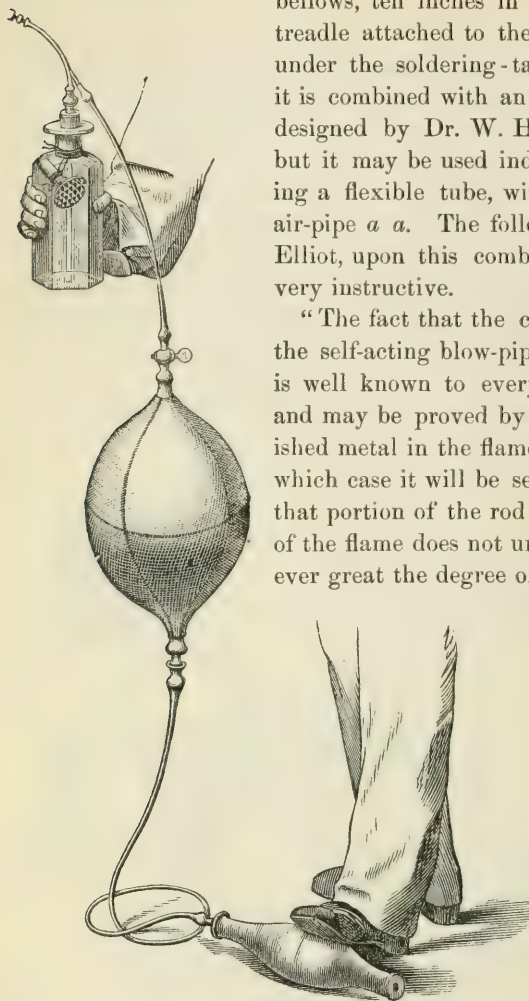 bellows, ten inches in
treadle attached to the
under the soldering-ta
it is combined with an
designed by Dr. W. H
but it may be used ind
ing a flexible tube, wi
air-pipe a a. The foll
Elliot, upon this comb
very instructive.
"The fact that the c
the self-acting blow-pip
is well known to ever
and may be proved by
ished metal in the flame
which case it will be se
that portion of the rod
of the flame does not un
ever great the degree o